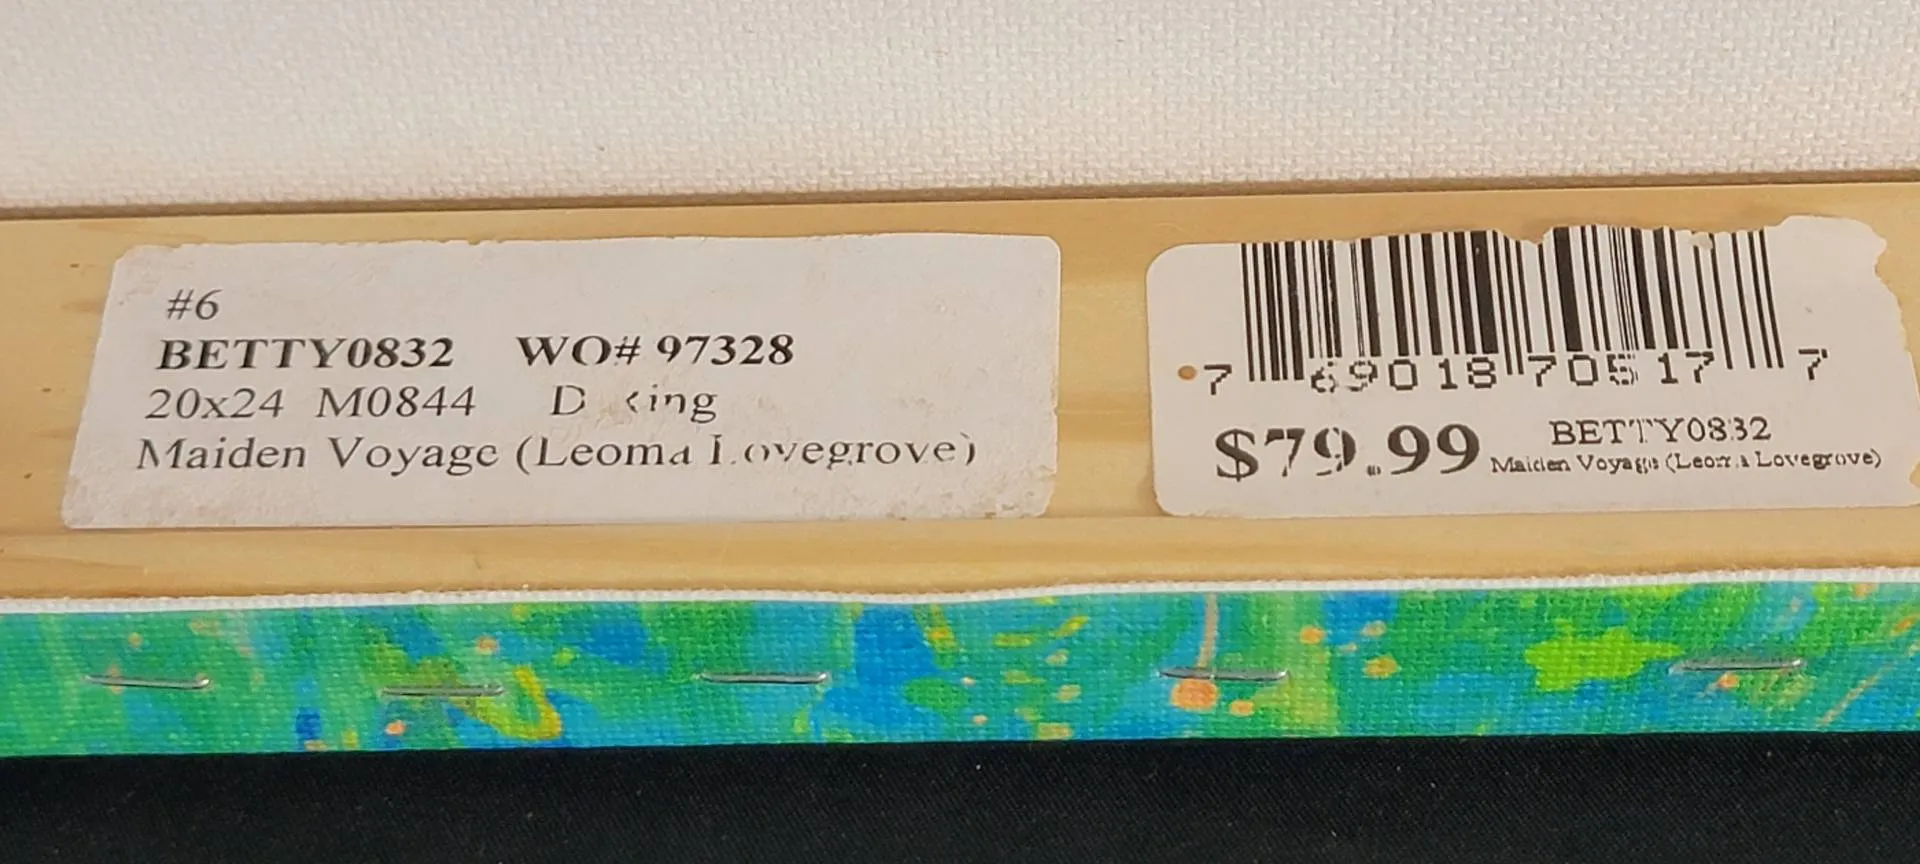 #6
BETTY0832 WO# 97328
20x24 M0844
Maiden Voyage (Leoma Lovegrove)
7 69018 70517 7
$79.99 BETTY0832
Maiden Voyage (Leoma Lovegrove)